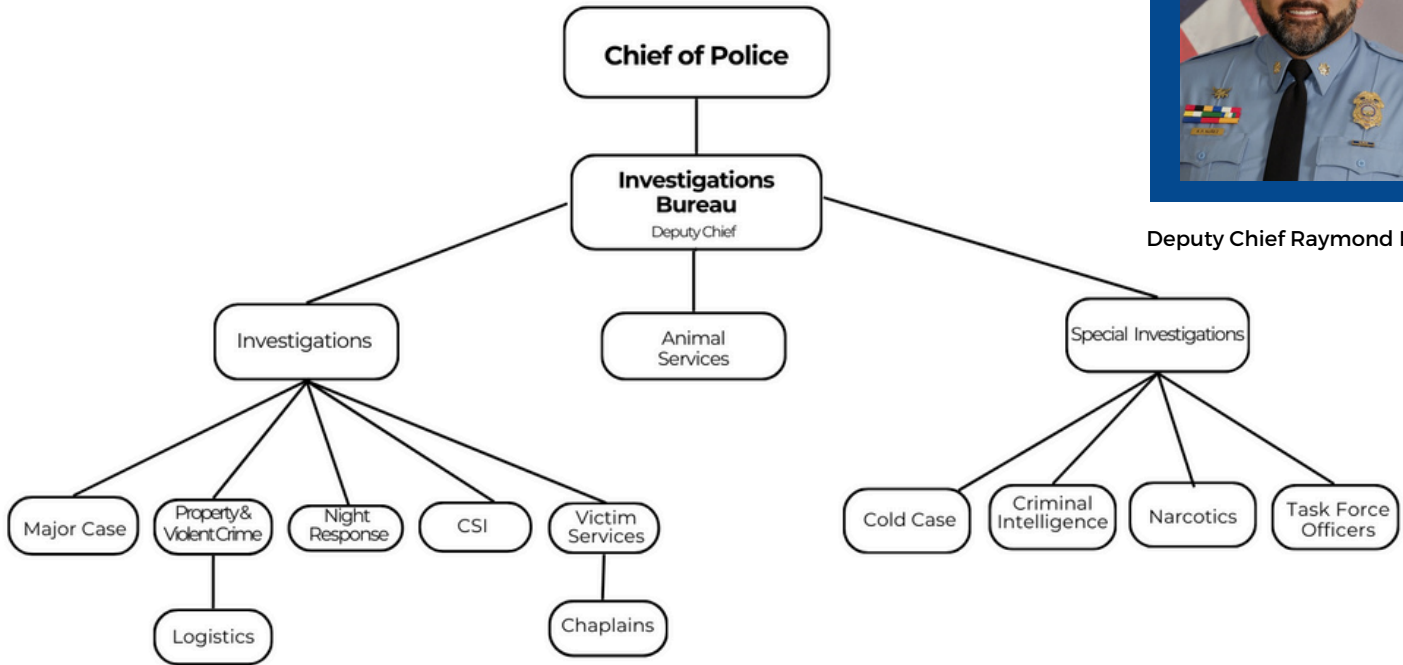 Chief of Police
Investigations
Bureau
Deputy Chief
Deputy Chief Raymond
Investigations
Animal
Services
Special Investigations
Major Case
Property &
Violent Crime
Night
Response
CSI
Victim
Services
Cold Case
Criminal
Intelligence
Narcotics
Task Force
Officers
Logistics
Chaplains